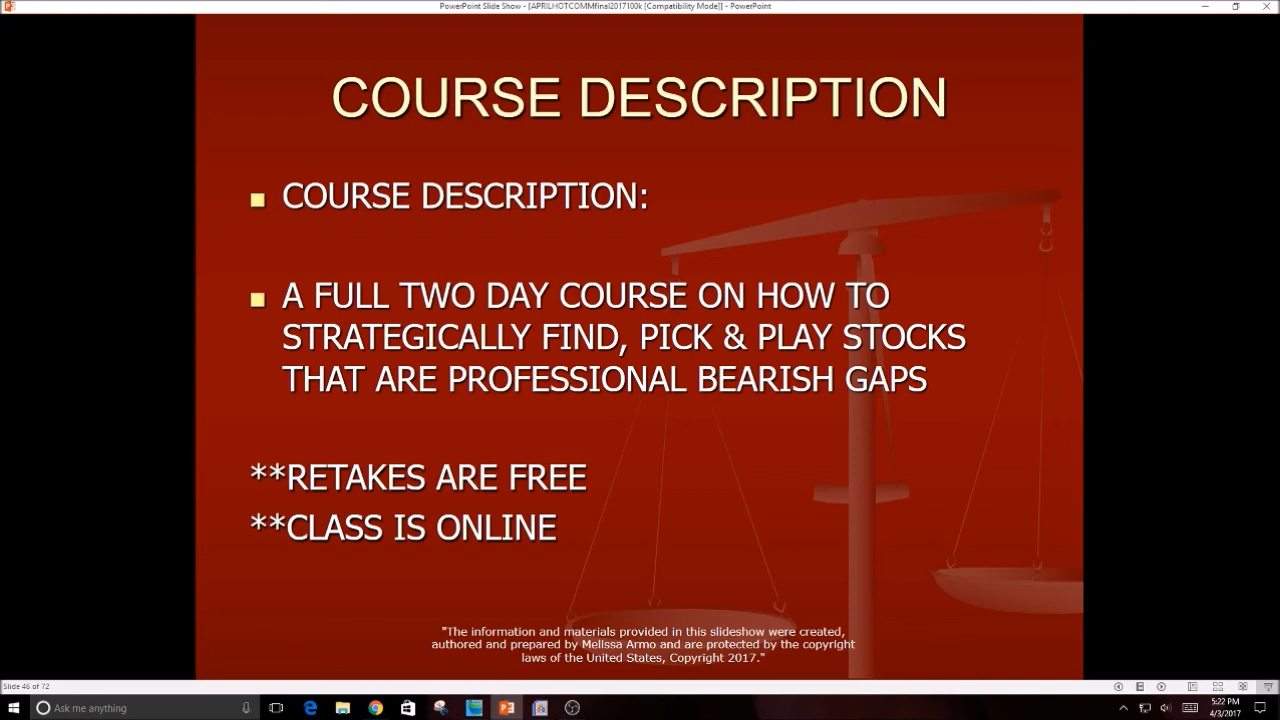 PowerPoint Slide Show - [APRILHOTCOMMfinal2017100k [Compatibility Mode]] - PowerPoint
COURSE DESCRIPTION
COURSE DESCRIPTION:
A FULL TWO DAY COURSE ON HOW TO
STRATEGICALLY FIND, PICK & PLAY STOCKS
THAT ARE PROFESSIONAL BEARISH GAPS
**RETAKES ARE FREE
**CLASS IS ONLINE
"The information and materials provided in this slideshow were created,
authored and prepared by Melissa Armo and are protected by the copyright
laws of the United States, Copyright 2017."
Slide 46 of 72
Ask me anything
5:22 PM
4/3/2017